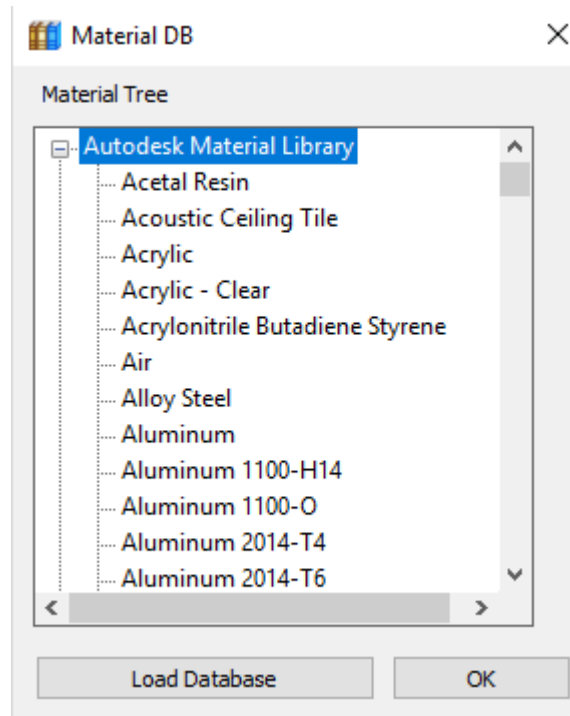 Material DB
Material Tree
Autodesk Material Library
Acetal Resin
Acoustic Ceiling Tile
Acrylic
Acrylic - Clear
Acrylonitrile Butadiene Styrene
Air
Alloy Steel
Aluminum
Aluminum 1100-H14
Aluminum 1100-O
Aluminum 2014-T4
Aluminum 2014-T6
Load Database
OK